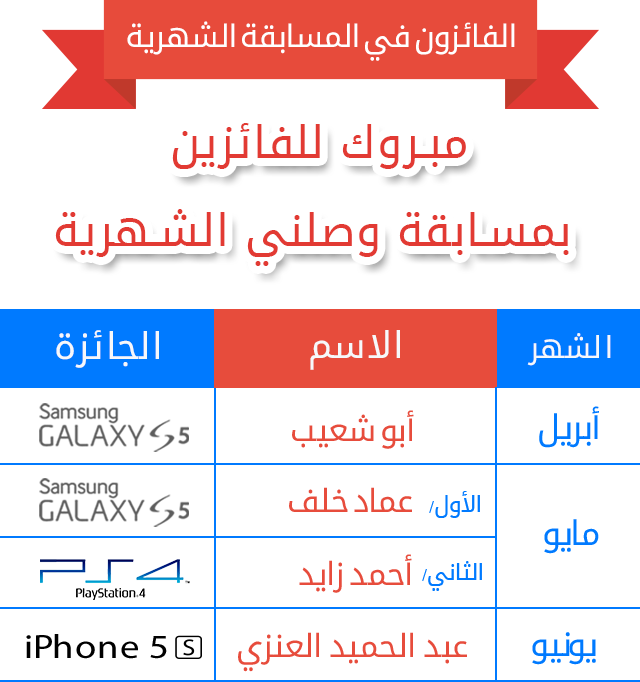 الفائزون في المسابقة الشهرية
مبروك للفائزين
بمسابقة وصلني الشهرية
الشهر الاسم الجائزة
أبريل أبو شعيب Samsung GALAXY S5
مايو الأول/ عماد خلف Samsung GALAXY S5
الثاني/ أحمد زايد PS4 PlayStation 4
يونيو عبد الحميد العنزي iPhone 5 S